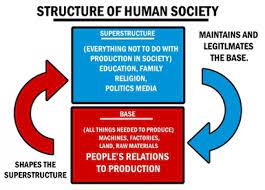 STRUCTURE OF HUMAN SOCIETY
SUPERSTRUCTURE
(EVERYTHING NOT TO DO WITH
PRODUCTION IN SOCIETY)
EDUCATION, FAMILY
RELIGION,
POLITICS MEDIA
MAINTAINS AND
LEGITLMATES
THE BASE.
BASE
(ALL THINGS NEEDED TO PRODUCE)
MACHINES, FACTORIES,
LAND, RAW MATERIALS
PEOPLE'S RELATIONS
TO PRODUCTION
SHAPES THE
SUPERSTRUCTURE